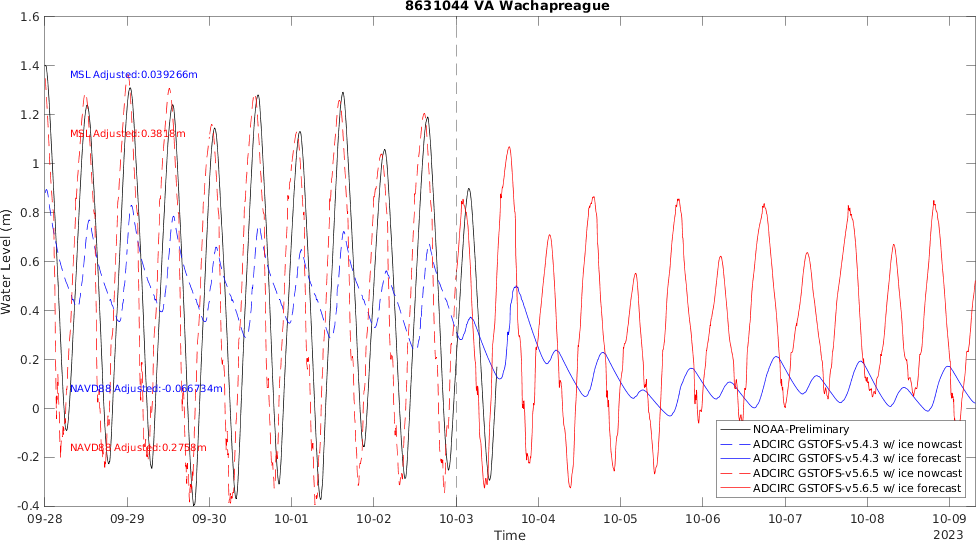 8631044 VA Wachapreague
1.6
1.4
1.2
1
0.8
0.6
0.4
0.2
0
-0.2
-0.4
Water Level (m)
MSL Adjusted:0.039266m
MSL Adjusted:0.3818m
NAVD88 Adjusted:-0.066734m
NAVD88 Adjusted:0.2758m
NOAA-Preliminary
ADCIRC GSTOFS-v5.4.3 w/ ice nowcast
ADCIRC GSTOFS-v5.4.3 w/ ice forecast
ADCIRC GSTOFS-v5.6.5 w/ ice nowcast
ADCIRC GSTOFS-v5.6.5 w/ ice forecast
09-28 09-29 09-30 10-01 10-02 10-03 10-04 10-05 10-06 10-07 10-08 10-09
Time
2023